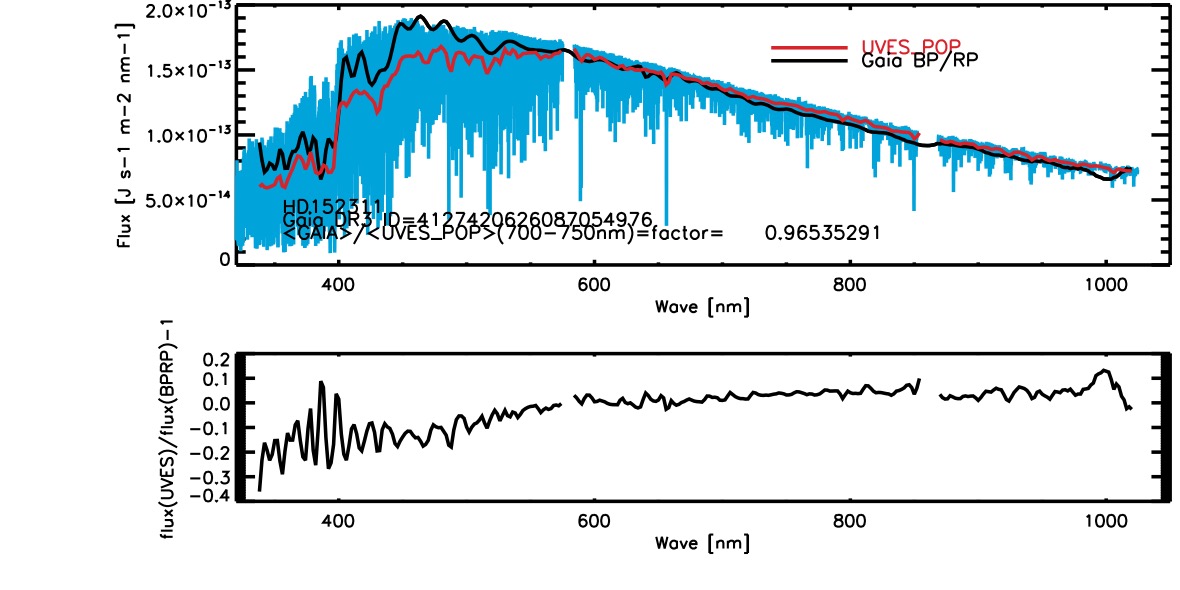 2.0×10−13
1.5×10−13
1.0×10−13
5.0×10−14
0
Flux [J s−1 m−2 nm−1]
UVES_POP
Gaia BP/RP
HD152311
Gaia DR3 ID=4127420626087054976
<GAIA>/<UVES_POP>(700−750nm)=factor= 0.96535291
400 600 800 1000
Wave [nm]
0.2
0.1
0.0
−0.1
−0.2
−0.3
−0.4
flux(UVES)/flux(BPRP)−1
400 600 800 1000
Wave [nm]